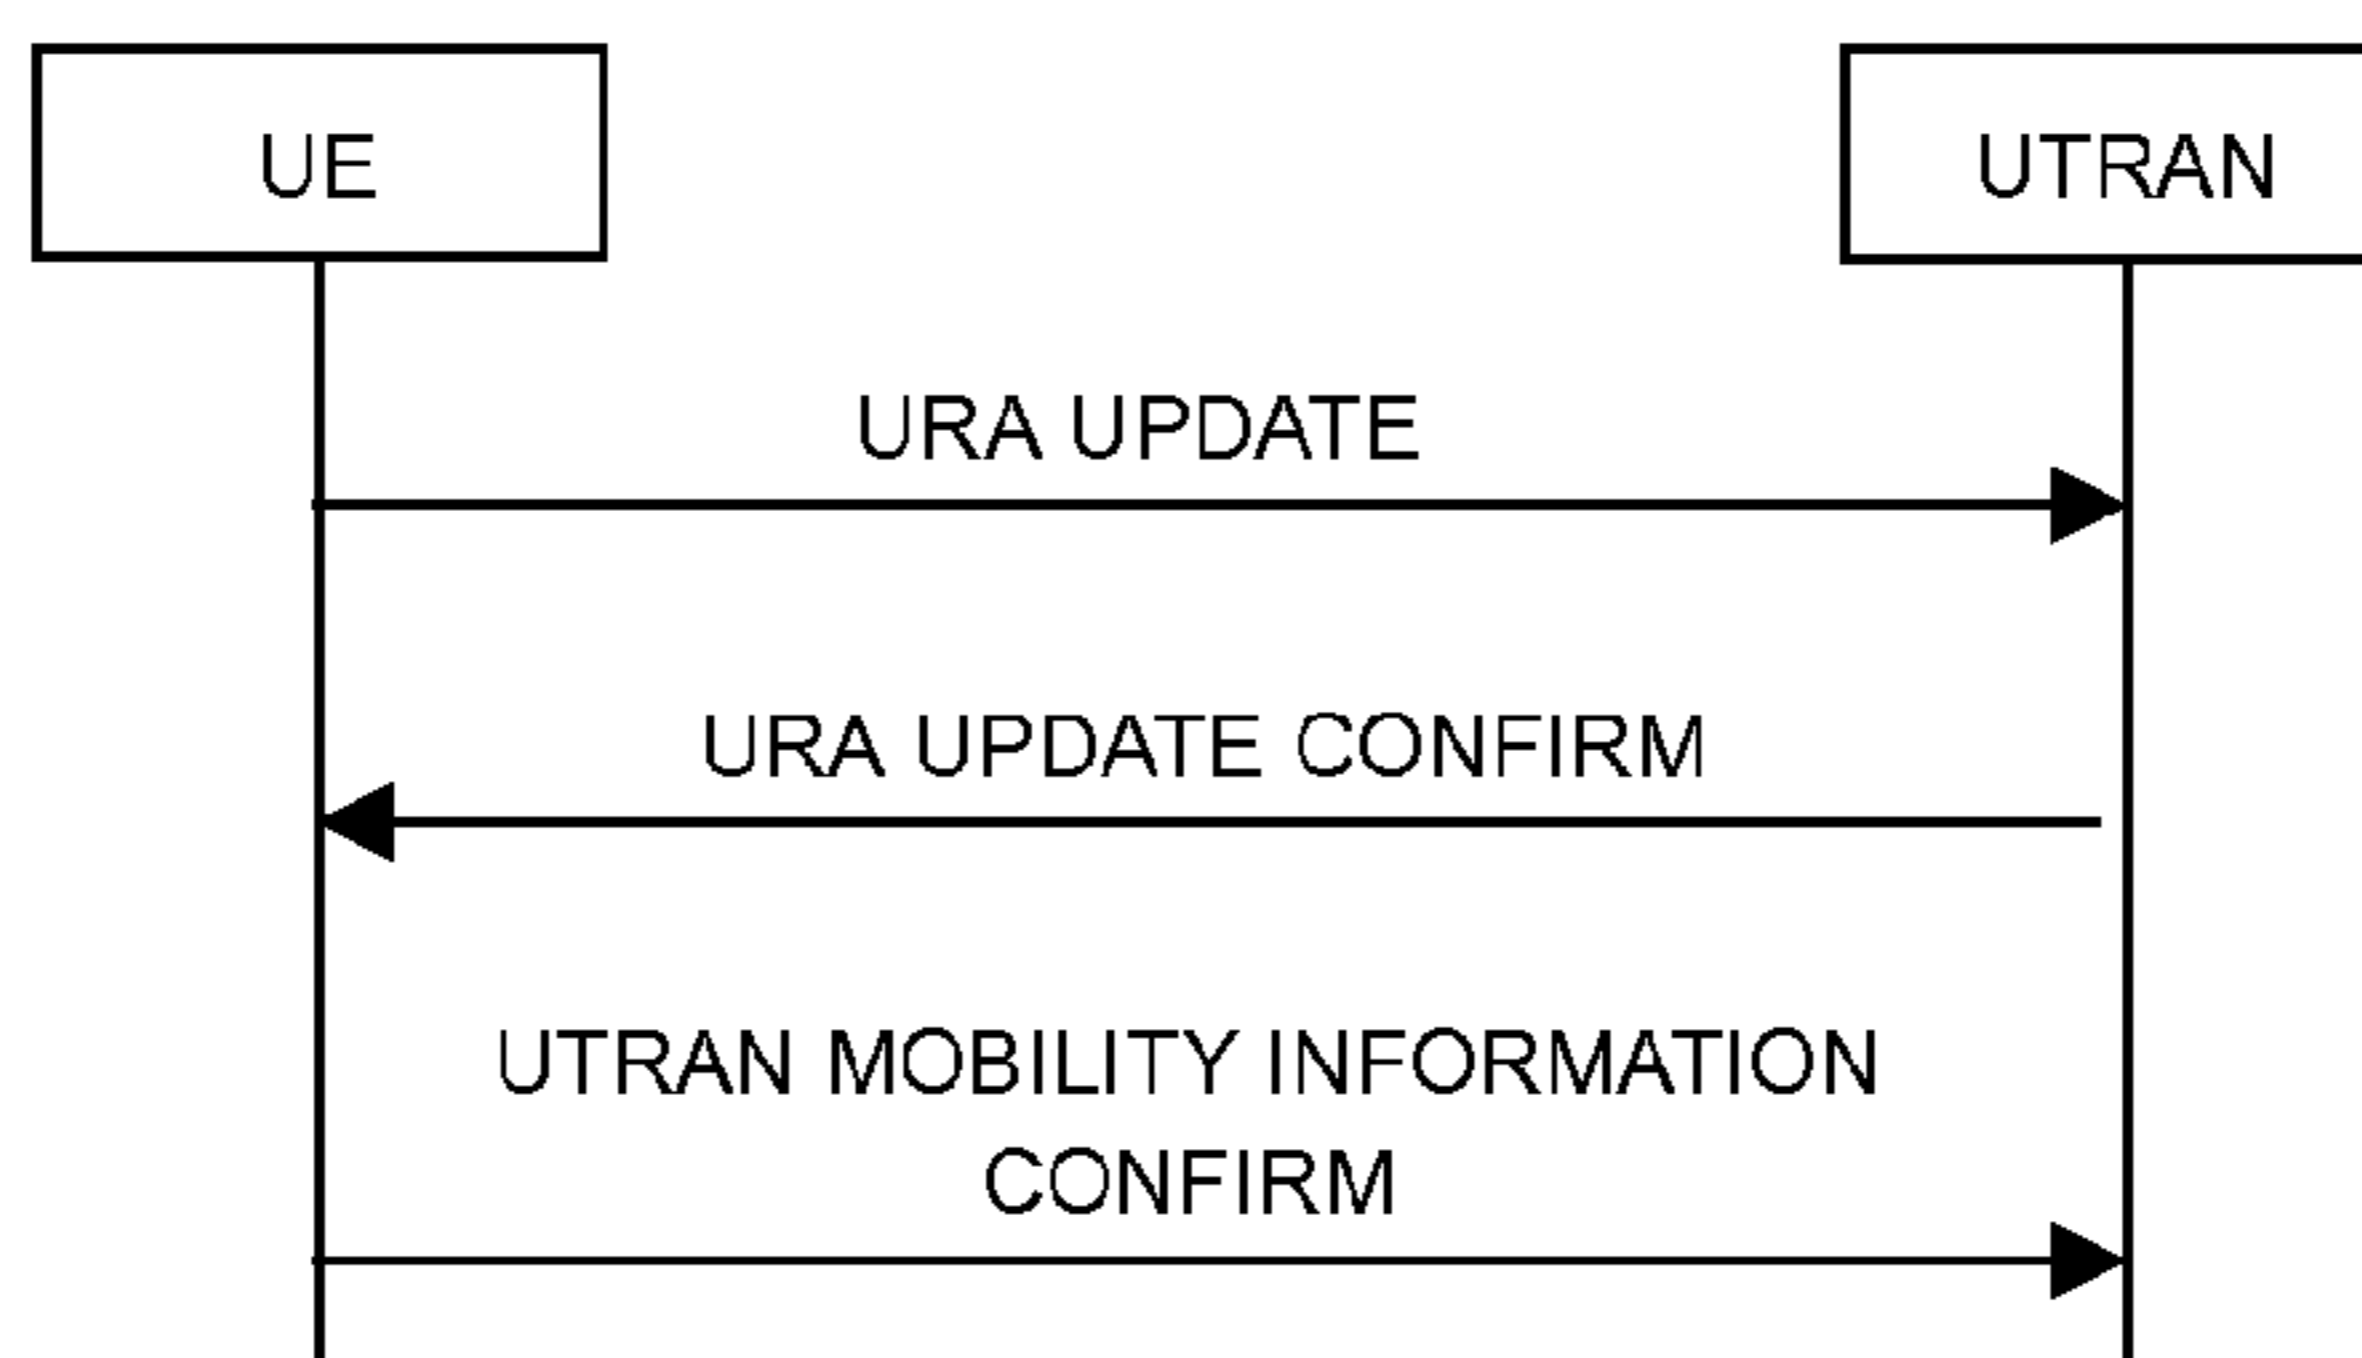 UE
UTRAN
URA UPDATE
URA UPDATE CONFIRM
UTRAN MOBILITY INFORMATION
CONFIRM